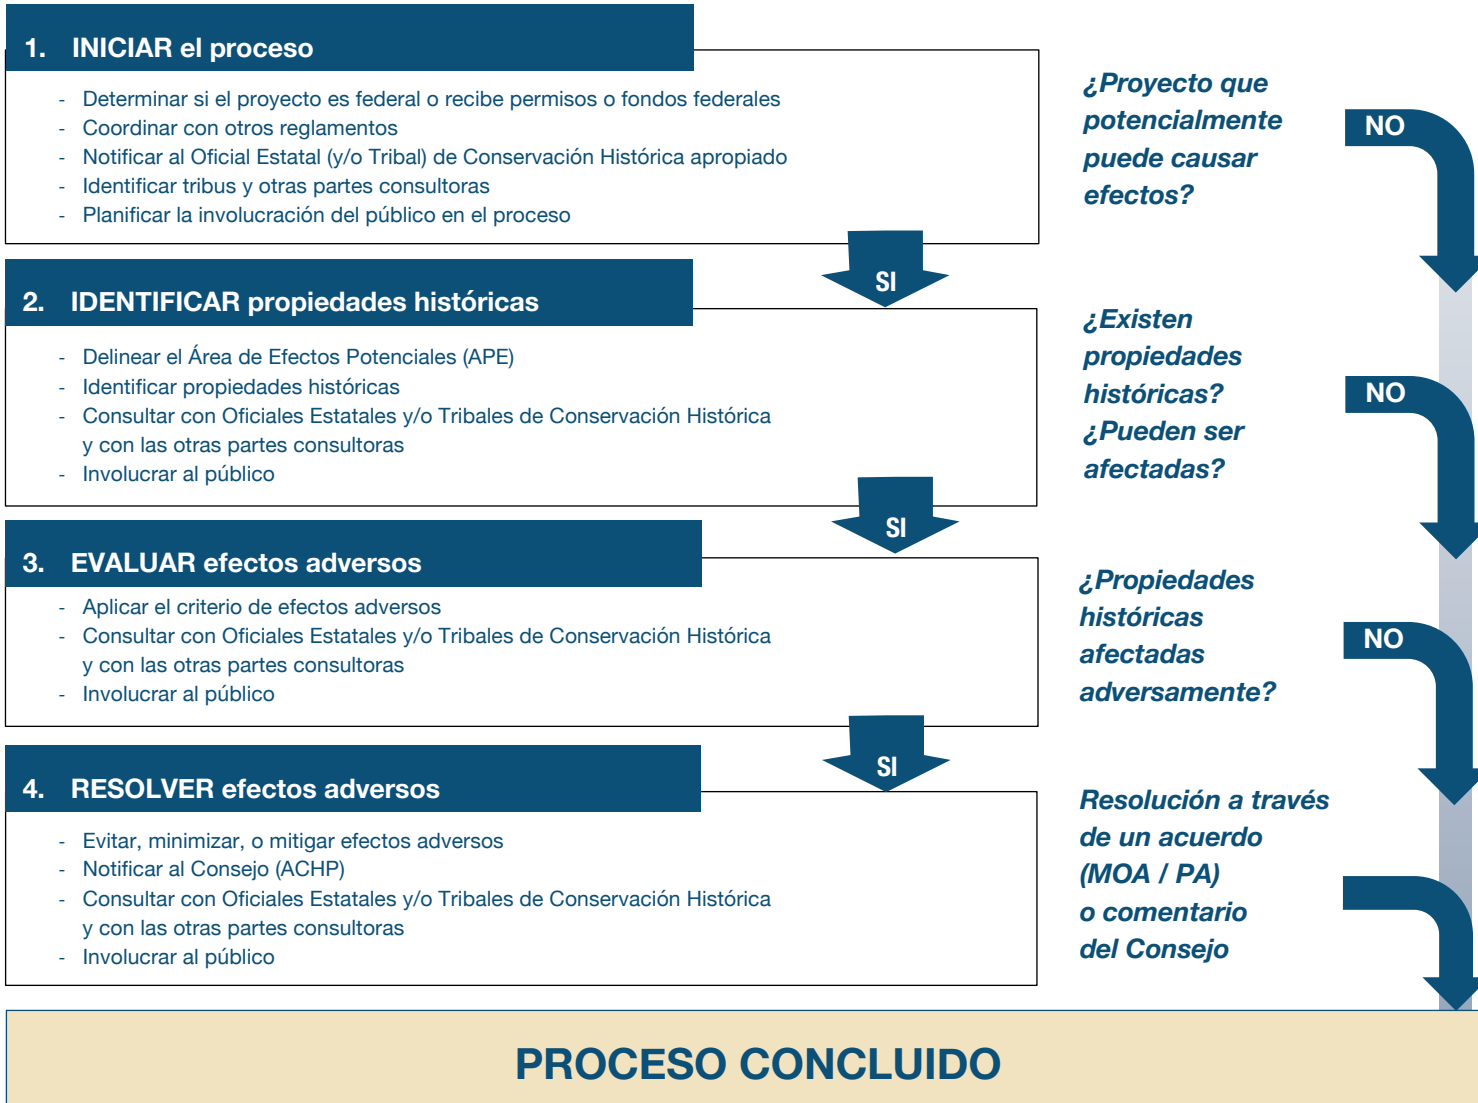 1. INICIAR el proceso
- Determinar si el proyecto es federal o recibe permisos o fondos federales
- Coordinar con otros reglamentos
- Notificar al Oficial Estatal (y/o Tribal) de Conservación Histórica apropiado
- Identificar tribus y otras partes consultoras
- Planificar la involucración del público en el proceso
¿Proyecto que
potencialmente
puede causar
efectos?
NO
SI
2. IDENTIFICAR propiedades históricas
- Delinear el Área de Efectos Potenciales (APE)
- Identificar propiedades históricas
- Consultar con Oficiales Estatales y/o Tribales de Conservación Histórica
y con las otras partes consultoras
- Involucrar al público
¿Existen
propiedades
históricas?
¿Pueden ser
afectadas?
NO
SI
3. EVALUAR efectos adversos
- Aplicar el criterio de efectos adversos
- Consultar con Oficiales Estatales y/o Tribales de Conservación Histórica
y con las otras partes consultoras
- Involucrar al público
¿Propiedades
históricas
afectadas
adversamente?
NO
SI
4. RESOLVER efectos adversos
- Evitar, minimizar, o mitigar efectos adversos
- Notificar al Consejo (ACHP)
- Consultar con Oficiales Estatales y/o Tribales de Conservación Histórica
y con las otras partes consultoras
- Involucrar al público
Resolución a través
de un acuerdo
(MOA / PA)
o comentario
del Consejo
PROCESO CONCLUIDO